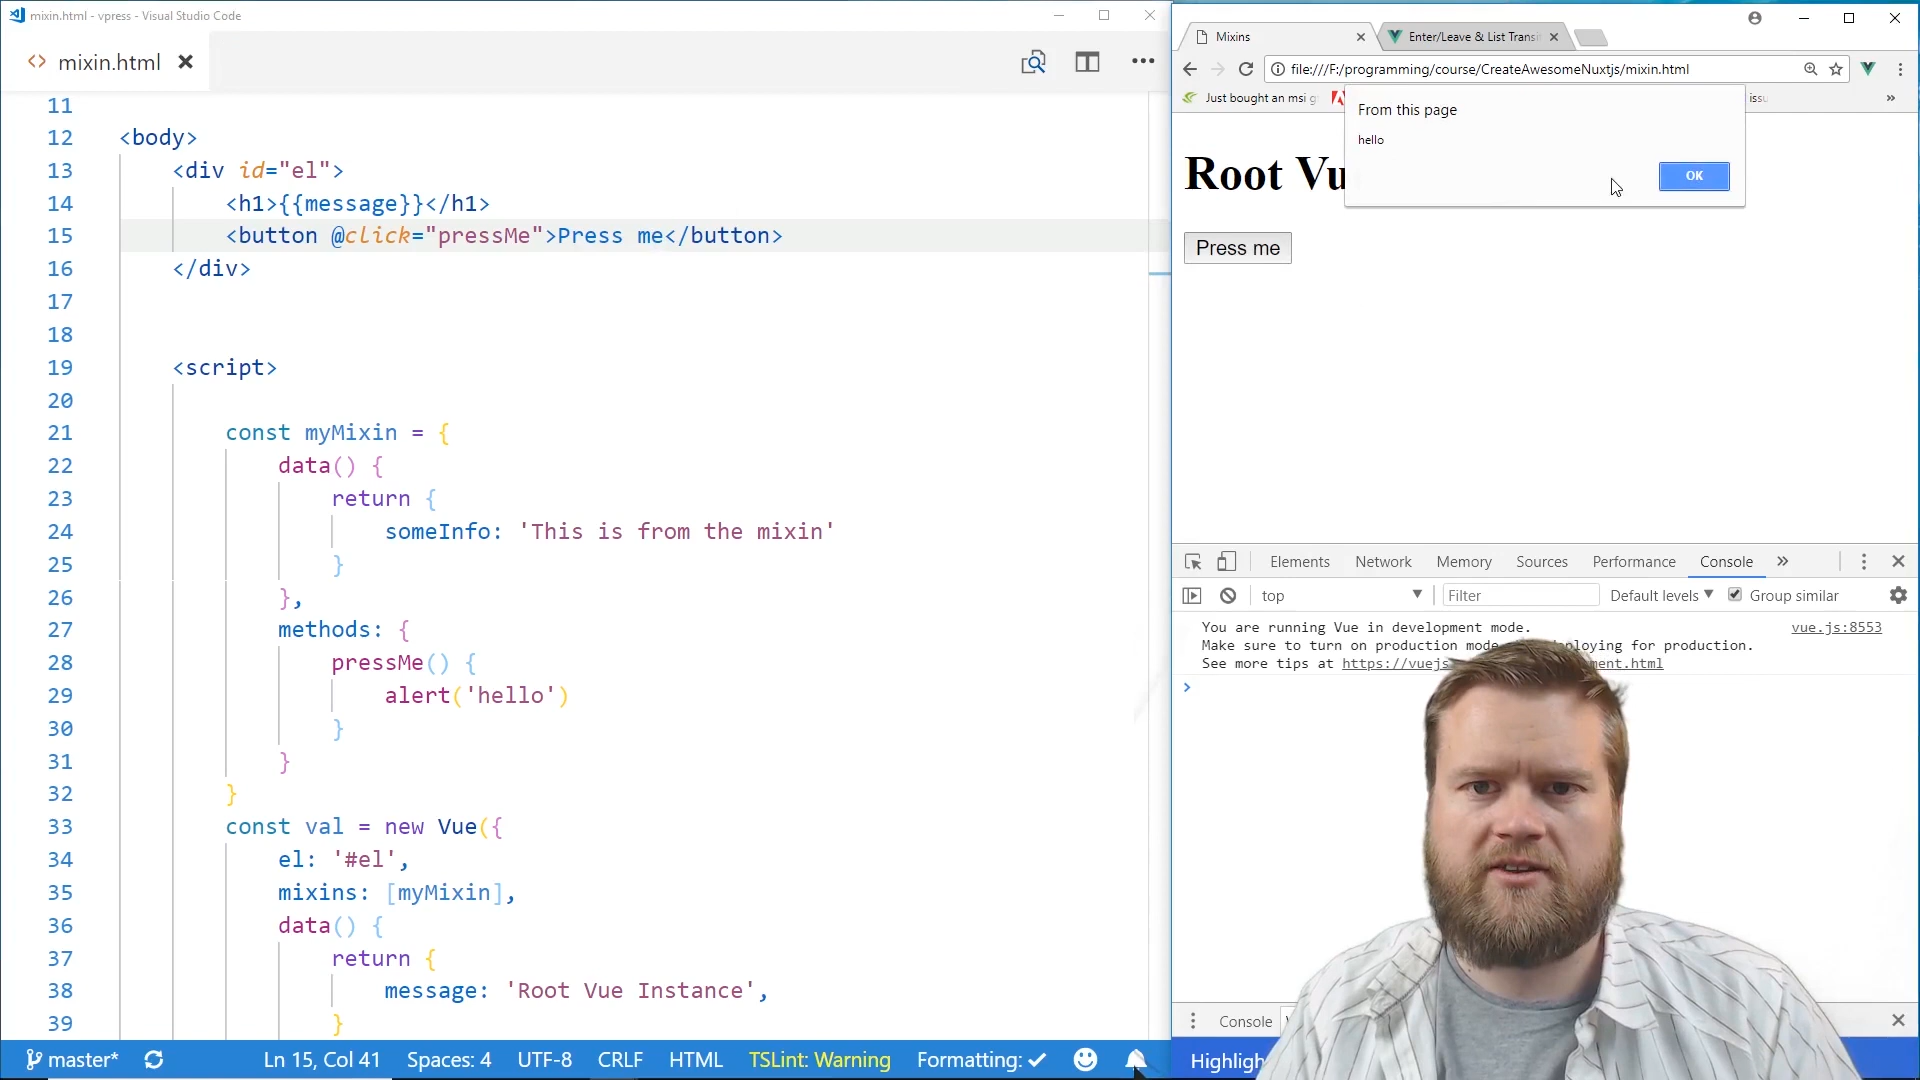 mixin.html - vpress - Visual Studio Code
mixin.html
11
12 <body>
13 <div id="el">
14 <h1>{{message}}</h1>
15 <button @click="pressMe">Press me</button>
16 </div>
17
18
19 <script>
20
21 const myMixin = {
22 data() {
23 return {
24 someInfo: 'This is from the mixin'
25 }
26 },
27 methods: {
28 pressMe() {
29 alert('hello')
30 }
31 }
32 }
33 const val = new Vue({
34 el: '#el',
35 mixins: [myMixin],
36 data() {
37 return {
38 message: 'Root Vue Instance',
39 }
master* Ln 15, Col 41 Spaces: 4 UTF-8 CRLF HTML TSLint: Warning Formatting:
Mixins
Enter/Leave & List Transi
file:///F:/programming/course/CreateAwesomeNuxtjs/mixin.html
Just bought an msi
From this page
hello
OK
Root Vu
Press me
Elements Network Memory Sources Performance Console
top Filter Default levels Group similar
You are running Vue in development mode. vue.js:8553
Make sure to turn on production mode ploying for production.
See more tips at https://vuejs ment.html
>
Console
Highligh